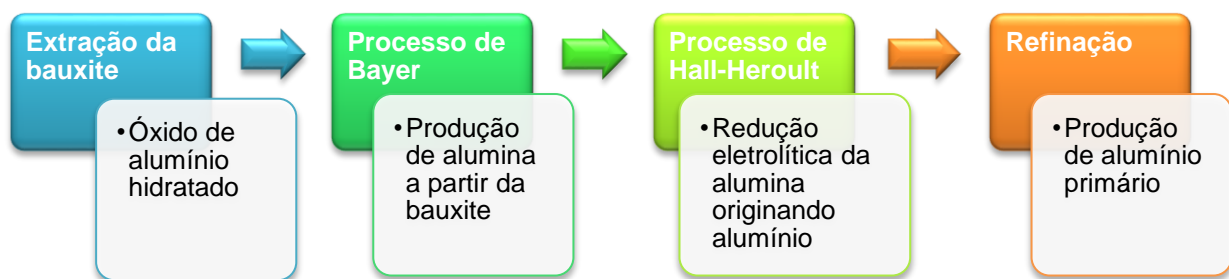 Extração da
bauxite
•Óxido de
alumínio
hidratado
Processo de
Bayer
•Produção
de alumina
a partir da
bauxite
Processo de
Hall-Heroult
•Redução
eletrolítica da
alumina
originando
alumínio
Refinação
•Produção
de alumínio
primário